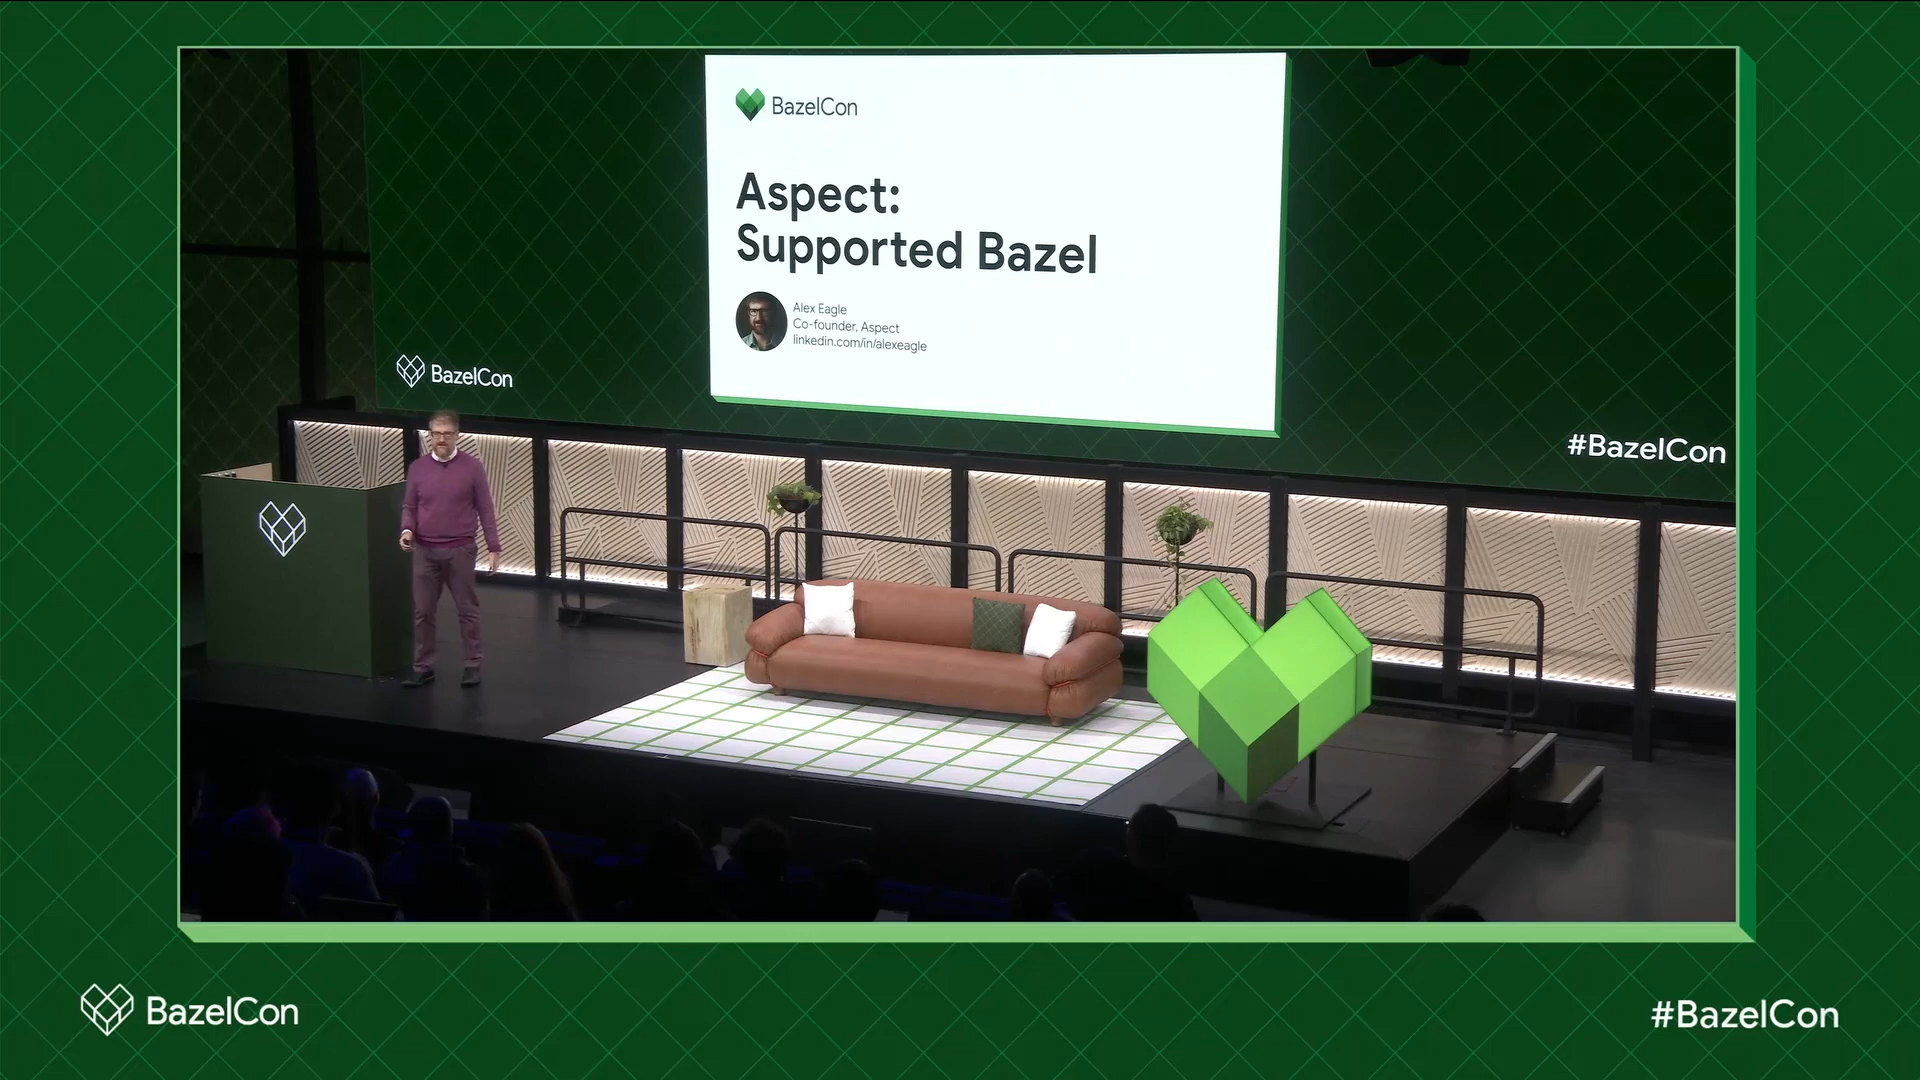 BazelCon
Aspect:
Supported Bazel
Alex Eagle
Co-founder, Aspect
linkedin.com/in/alexeagle
BazelCon
#BazelCon
BazelCon
#BazelCon